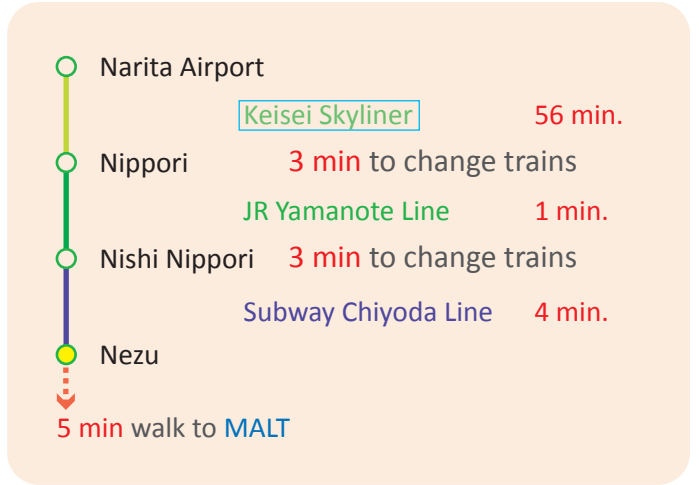 Narita Airport
Keisei Skyliner 56 min.
Nippori 3 min to change trains
JR Yamanote Line 1 min.
Nishi Nippori 3 min to change trains
Subway Chiyoda Line 4 min.
Nezu
5 min walk to MALT